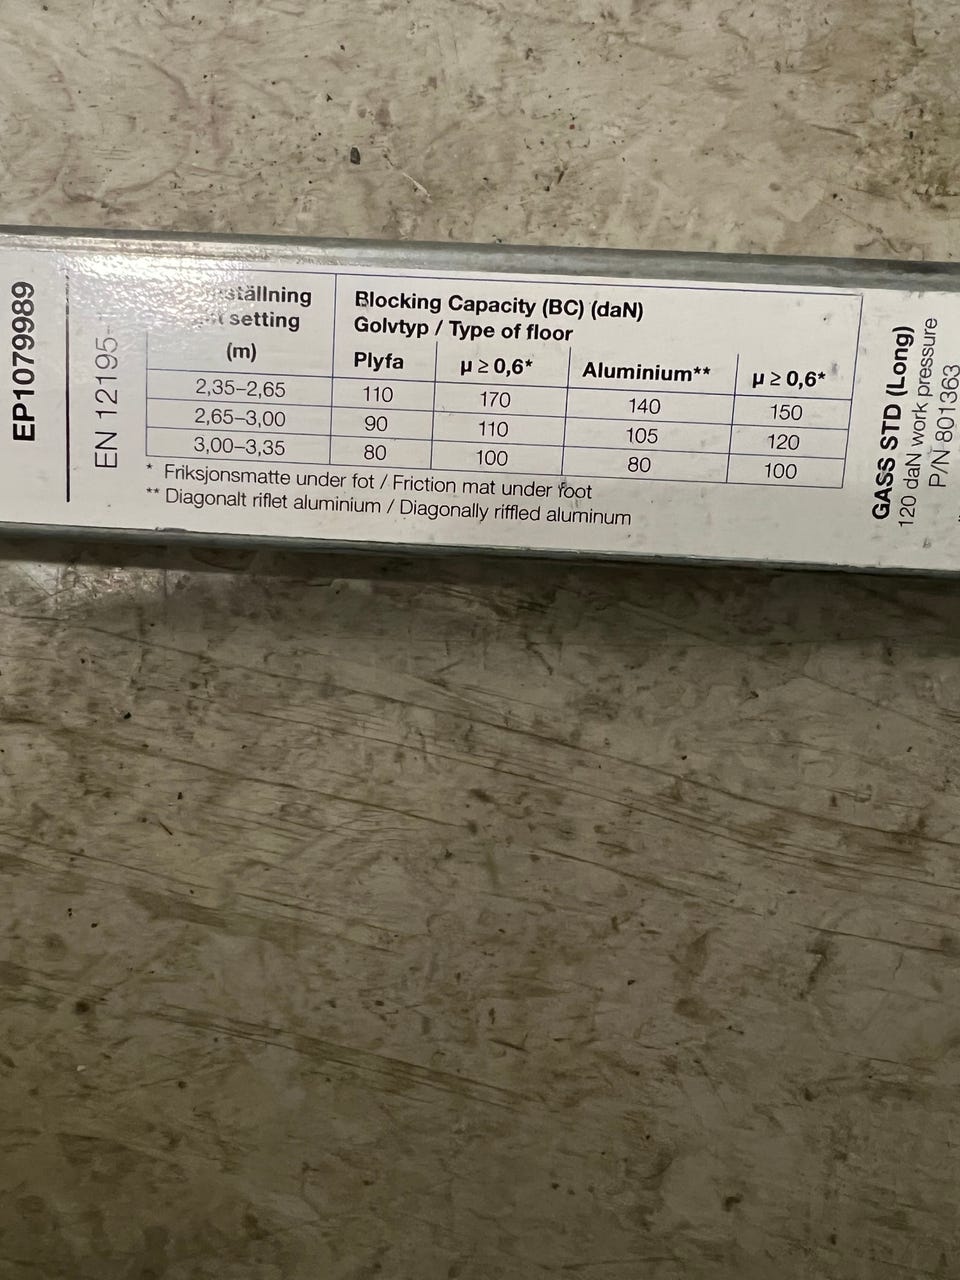 EP1079989
EN 12195-
ställning
setting
(m)
Blocking Capacity (BC) (daN)
Golvtyp / Type of floor
Plyfa μ ≥ 0,6* Aluminium** μ ≥ 0,6*
2,35–2,65 110 170 140 150
2,65–3,00 90 110 105 120
3,00–3,35 80 100 80 100
* Friksjonsmatte under fot / Friction mat under foot
** Diagonalt riflet aluminium / Diagonally riffled aluminum
GASS STD (Long)
120 daN work pressure
P/N 801363